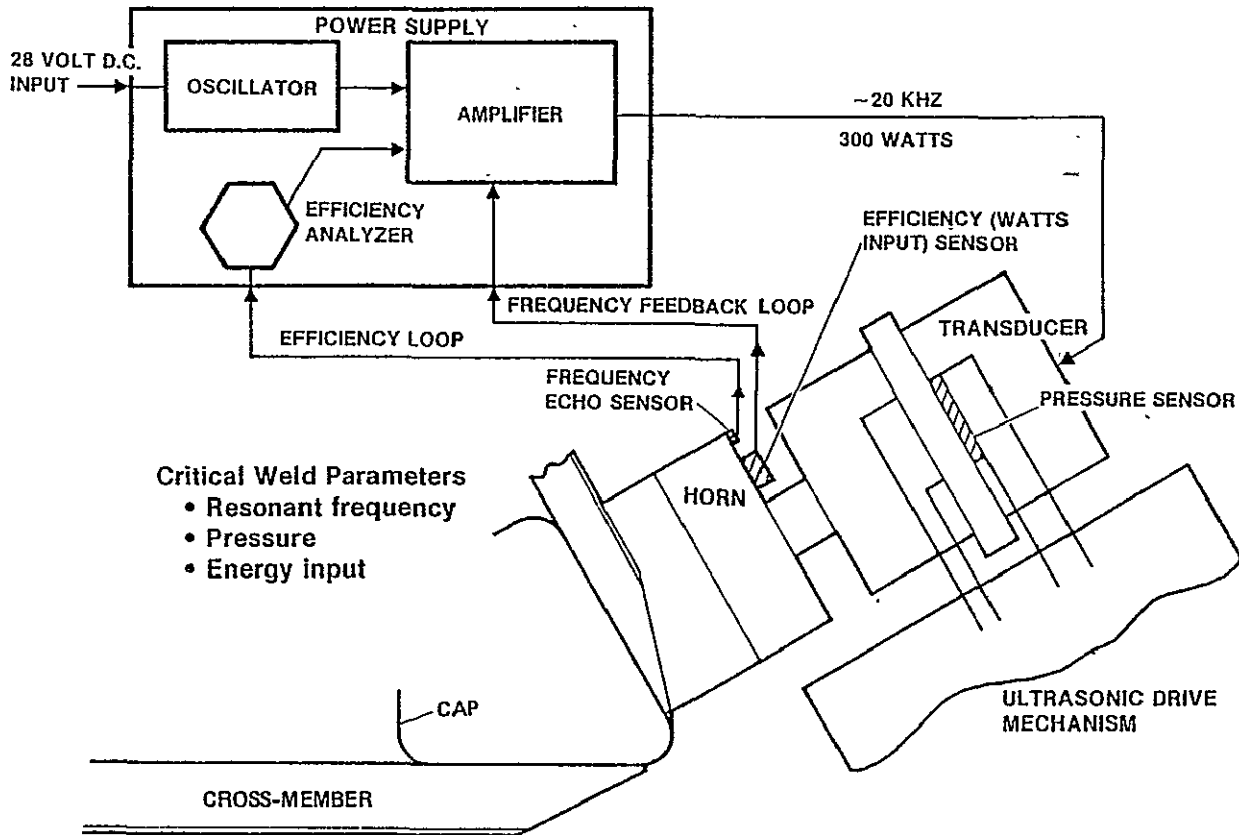 POWER SUPPLY
28 VOLT D.C.
INPUT
OSCILLATOR
AMPLIFIER
~20 KHZ
300 WATTS
EFFICIENCY
ANALYZER
EFFICIENCY (WATTS
INPUT) SENSOR
FREQUENCY FEEDBACK LOOP
EFFICIENCY LOOP
TRANSDUCER
FREQUENCY
ECHO SENSOR
PRESSURE SENSOR
Critical Weld Parameters
• Resonant frequency
• Pressure
• Energy input
HORN
CAP
ULTRASONIC DRIVE
MECHANISM
CROSS-MEMBER